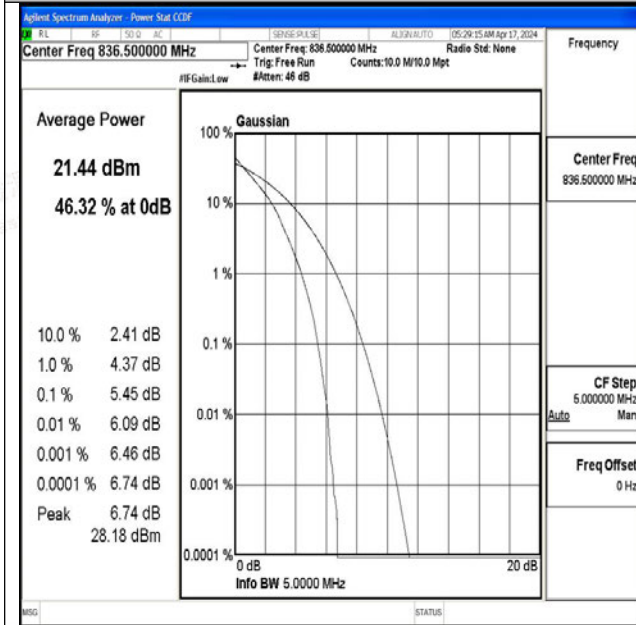 Agilent Spectrum Analyzer - Power Stat CCDF
RL RF 50 Ω AC SENSE:PULSE ALIGN AUTO 05:29:15 AM Apr 17, 2024
Center Freq 836.500000 MHz
Center Freq: 836.500000 MHz Radio Std: None
Trig: Free Run Counts:10.0 M/10.0 Mpt
#IFGain:Low #Atten: 46 dB
Frequency
Average Power
21.44 dBm
46.32 % at 0dB
10.0 % 2.41 dB
1.0 % 4.37 dB
0.1 % 5.45 dB
0.01 % 6.09 dB
0.001 % 6.46 dB
0.0001 % 6.74 dB
Peak 6.74 dB
28.18 dBm
Gaussian
100 %
10 %
1 %
0.1 %
0.01 %
0.001 %
0.0001 %
0 dB 20 dB
Info BW 5.0000 MHz
Center Freq
836.500000 MHz
CF Step
5.000000 MHz
Auto Man
Freq Offset
0 Hz
MSG STATUS